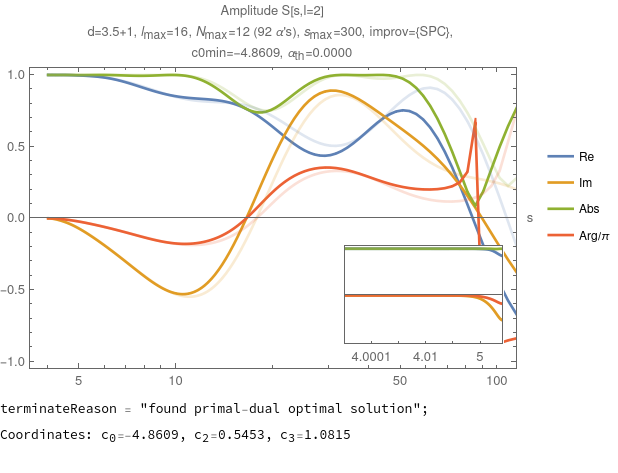 Amplitude S[s,l=2]
d=3.5+1, lmax=16, Nmax=12 (92 α's), smax=300, improv={SPC},
c0min=-4.8609, αth=0.0000
1.0
0.5
0.0
-0.5
-1.0
s
Re
Im
Abs
Arg/π
4.0001 4.01 5
5 10 50 100
terminateReason = "found primal-dual optimal solution";
Coordinates: c0=-4.8609, c2=0.5453, c3=1.0815